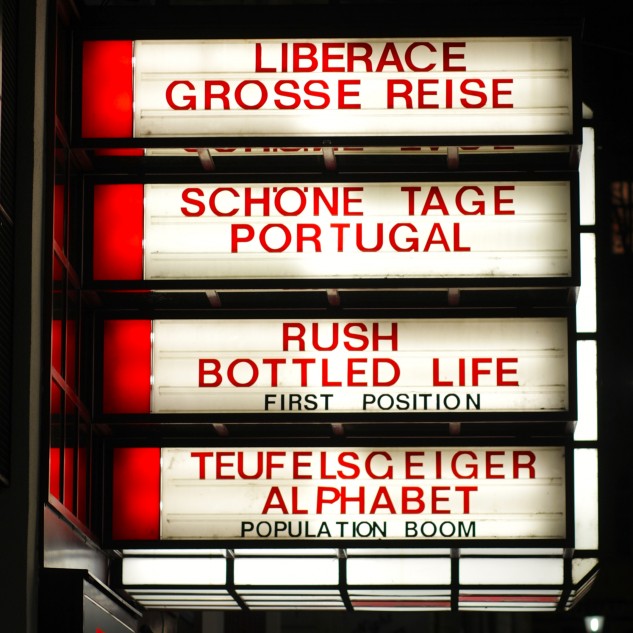 LIBERACE
GROSSE REISE
SCHÖNE TAGE
PORTUGAL
RUSH
BOTTLED LIFE
FIRST POSITION
TEUFELSGEIGER
ALPHABET
POPULATION BOOM